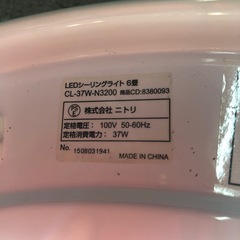 LEDシーリングライト 6畳
CL-37W-N3200 商品CD:8380093
株式会社 ニトリ
定格電圧： 100V 50-60Hz
定格消費電力： 37W
No. 1508031941
MADE IN CHINA